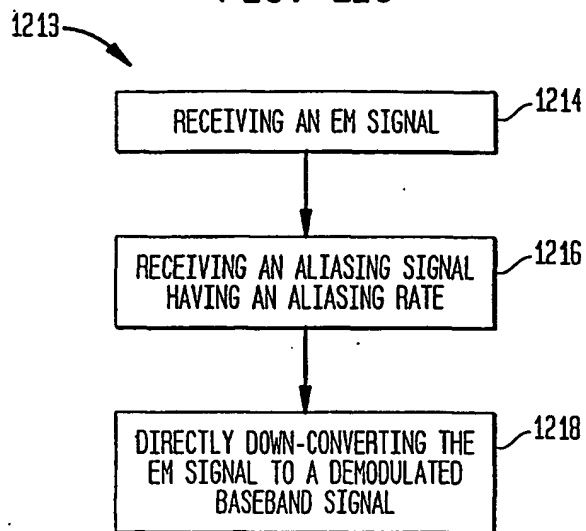 1213
RECEIVING AN EM SIGNAL
1214
RECEIVING AN ALIASING SIGNAL
HAVING AN ALIASING RATE
1216
DIRECTLY DOWN-CONVERTING THE
EM SIGNAL TO A DEMODULATED
BASEBAND SIGNAL
1218